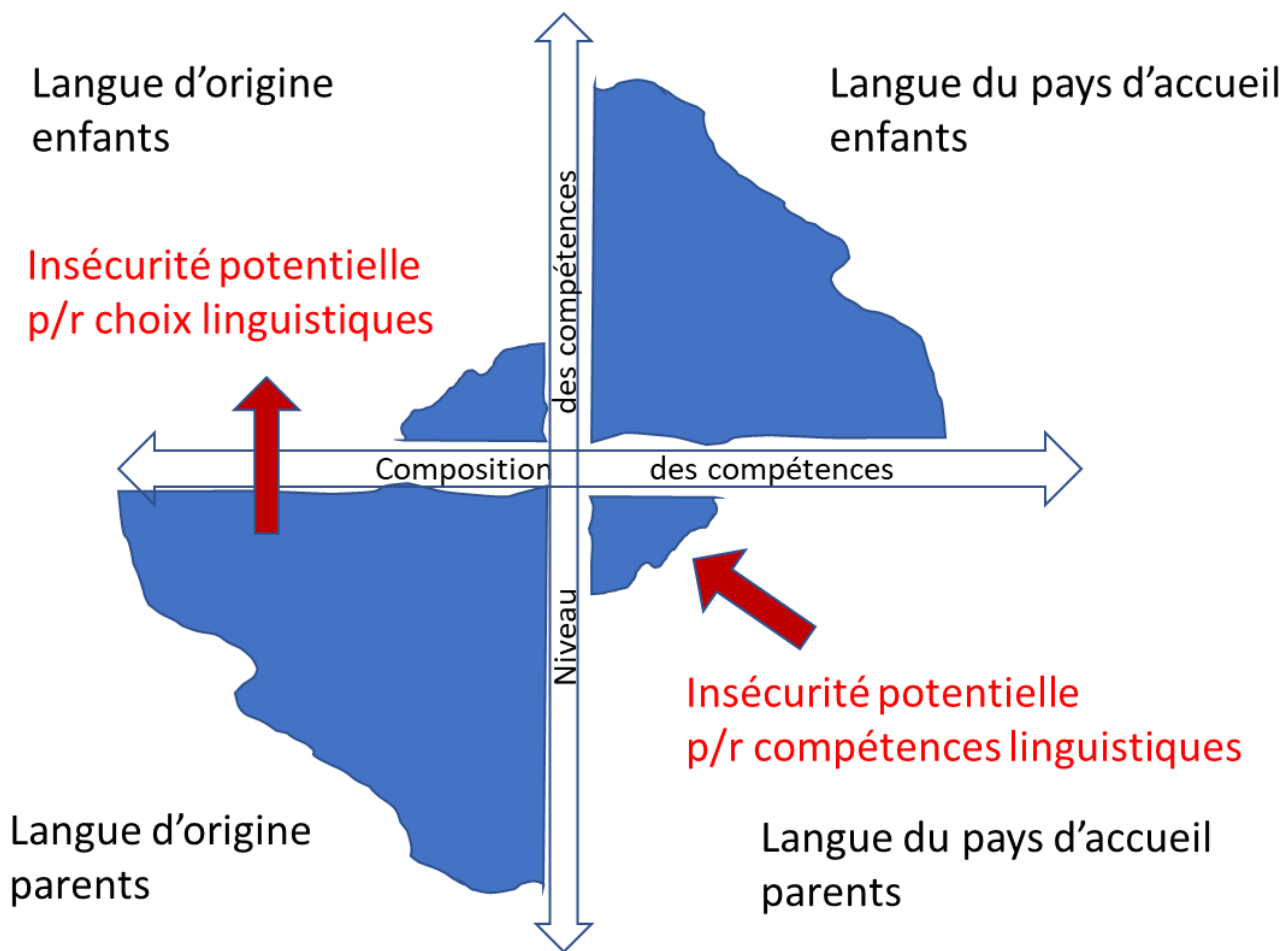 Langue d'origine
enfants
Langue du pays d'accueil
enfants
Insécurité potentielle
p/r choix linguistiques
Niveau des compétences
Composition des compétences
Insécurité potentielle
p/r compétences linguistiques
Langue d'origine
parents
Langue du pays d'accueil
parents